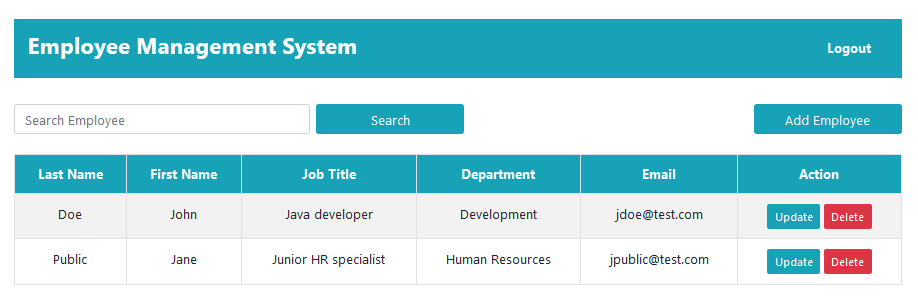 Employee Management System Logout
Search Employee Search Add Employee
Last Name First Name Job Title Department Email Action
Doe John Java developer Development jdoe@test.com Update Delete
Public Jane Junior HR specialist Human Resources jpublic@test.com Update Delete